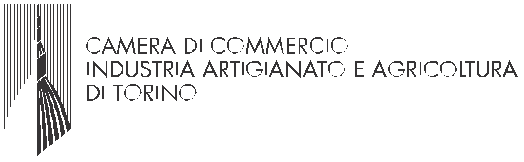 CAMERA DI COMMERCIO
INDUSTRIA ARTIGIANATO E AGRICOLTURA
DI TORINO